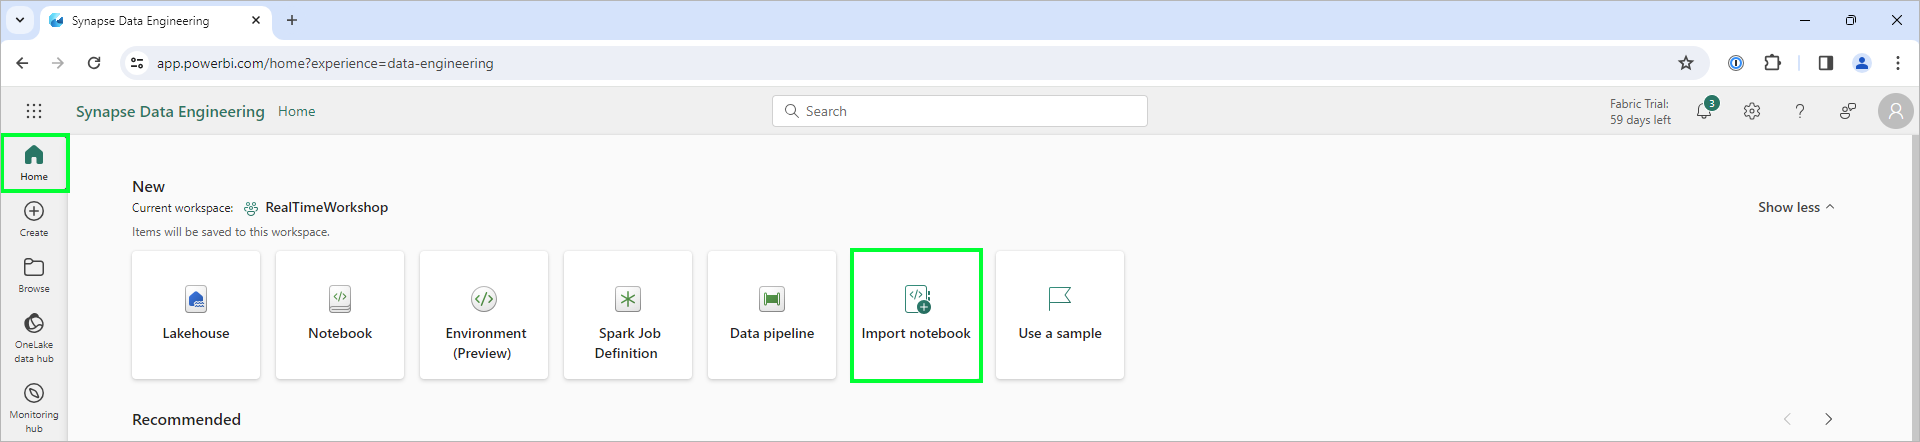 Synapse Data Engineering
app.powerbi.com/home?experience=data-engineering
Synapse Data Engineering Home
Search
Fabric Trial:
59 days left
3
Home
Create
Browse
OneLake
data hub
Monitoring
hub
New
Current workspace: RealTimeWorkshop
Show less
Items will be saved to this workspace.
Lakehouse
Notebook
Environment
(Preview)
Spark Job
Definition
Data pipeline
Import notebook
Use a sample
Recommended